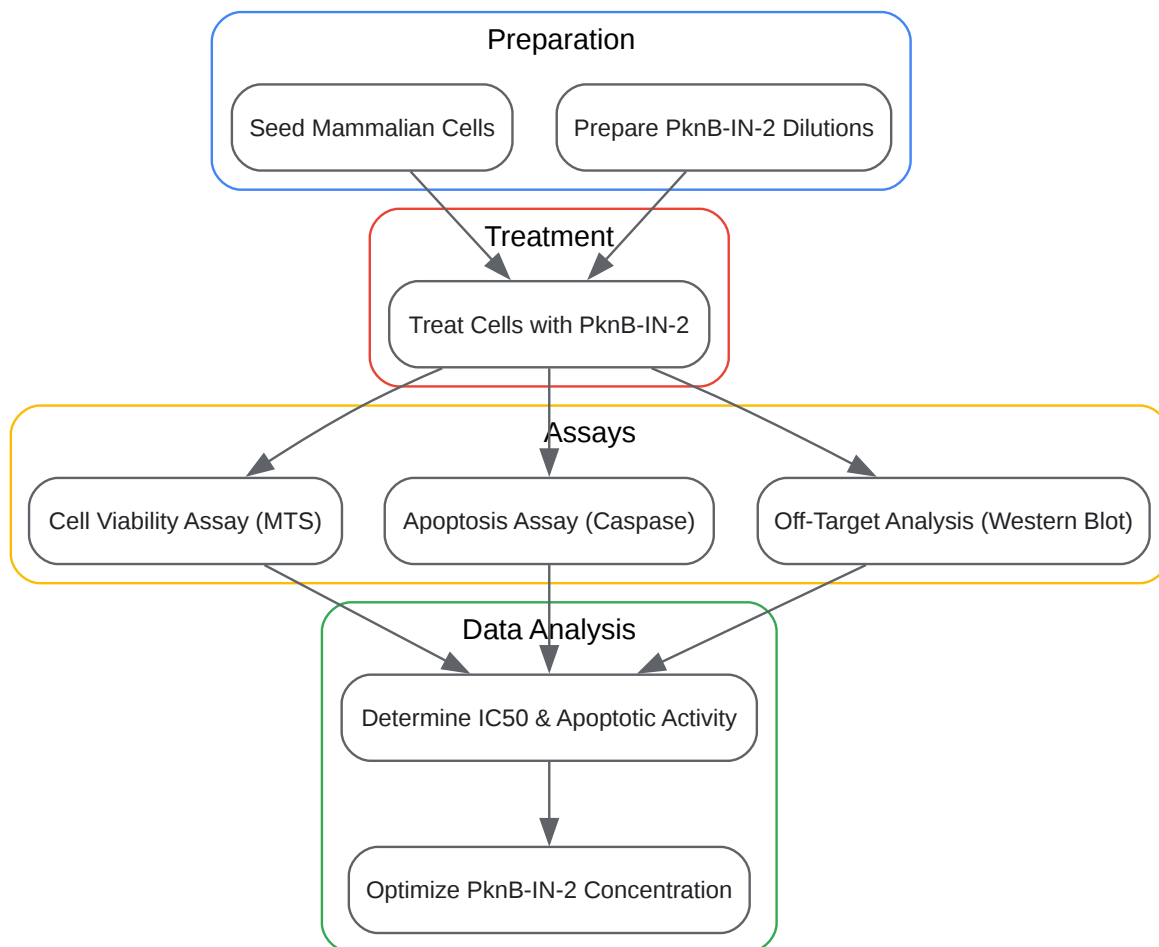 Preparation
Seed Mammalian Cells
Prepare PknB-IN-2 Dilutions
Treatment
Treat Cells with PknB-IN-2
Assays
Cell Viability Assay (MTS)
Apoptosis Assay (Caspase)
Off-Target Analysis (Western Blot)
Data Analysis
Determine IC50 & Apoptotic Activity
Optimize PknB-IN-2 Concentration